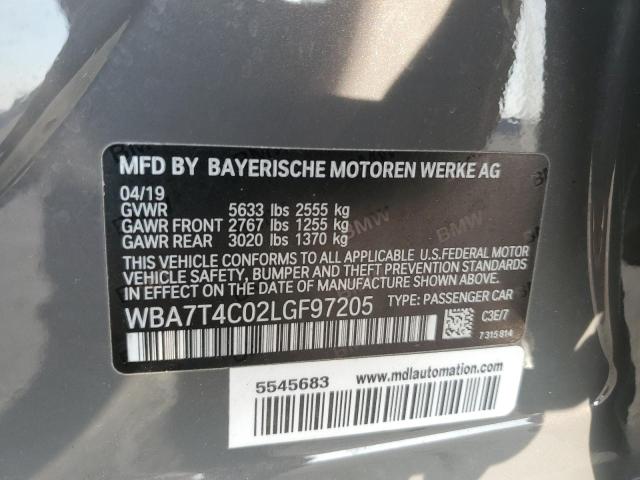 MFD BY BAYERISCHE MOTOREN WERKE AG
04/19
GVWR 5633 lbs 2555 kg
GAWR FRONT 2767 lbs 1255 kg
GAWR REAR 3020 lbs 1370 kg
THIS VEHICLE CONFORMS TO ALL APPLICABLE U.S.FEDERAL MOTOR
VEHICLE SAFETY, BUMPER AND THEFT PREVENTION STANDARDS
IN EFFECT ON THE DATE OF MANUFACTURE SHOWN ABOVE.
WBA7T4C02LGF97205 TYPE: PASSENGER CAR
C3E/7
7 315 814
5545683 www.mdlautomation.com